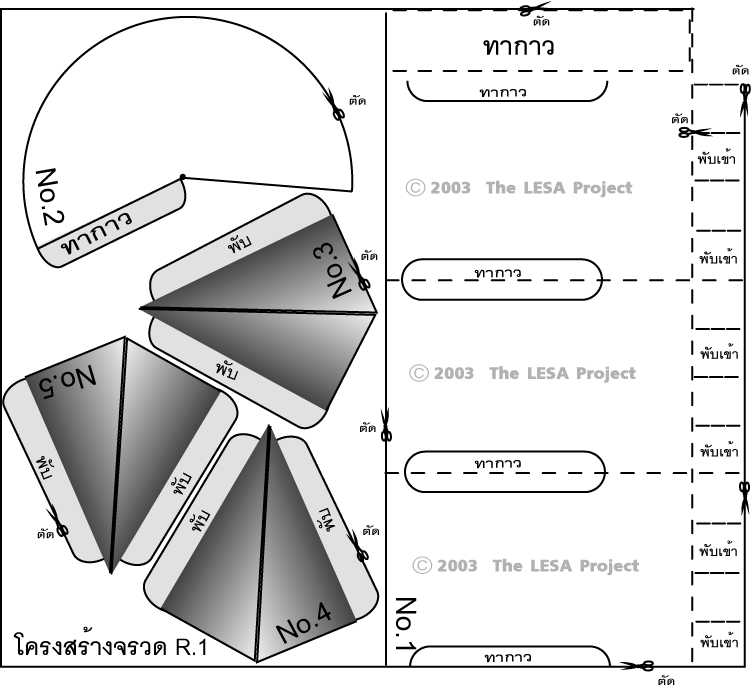 ตัด
ทากาว
ทากาว
ตัด
ตัด
ตัด
พับเข้า
No.2
ทากาว
Ⓒ 2003 The LESA Project
พับ
No.3
ตัด
พับเข้า
ทากาว
พับ
พับเข้า
No.5
Ⓒ 2003 The LESA Project
ตัด
พับเข้า
ทากาว
พับ
พับ
พับ
พับ
ตัด
ตัด
พับเข้า
Ⓒ 2003 The LESA Project
No.4
No.1
พับเข้า
โครงสร้างจรวด R.1
ทากาว
ตัด